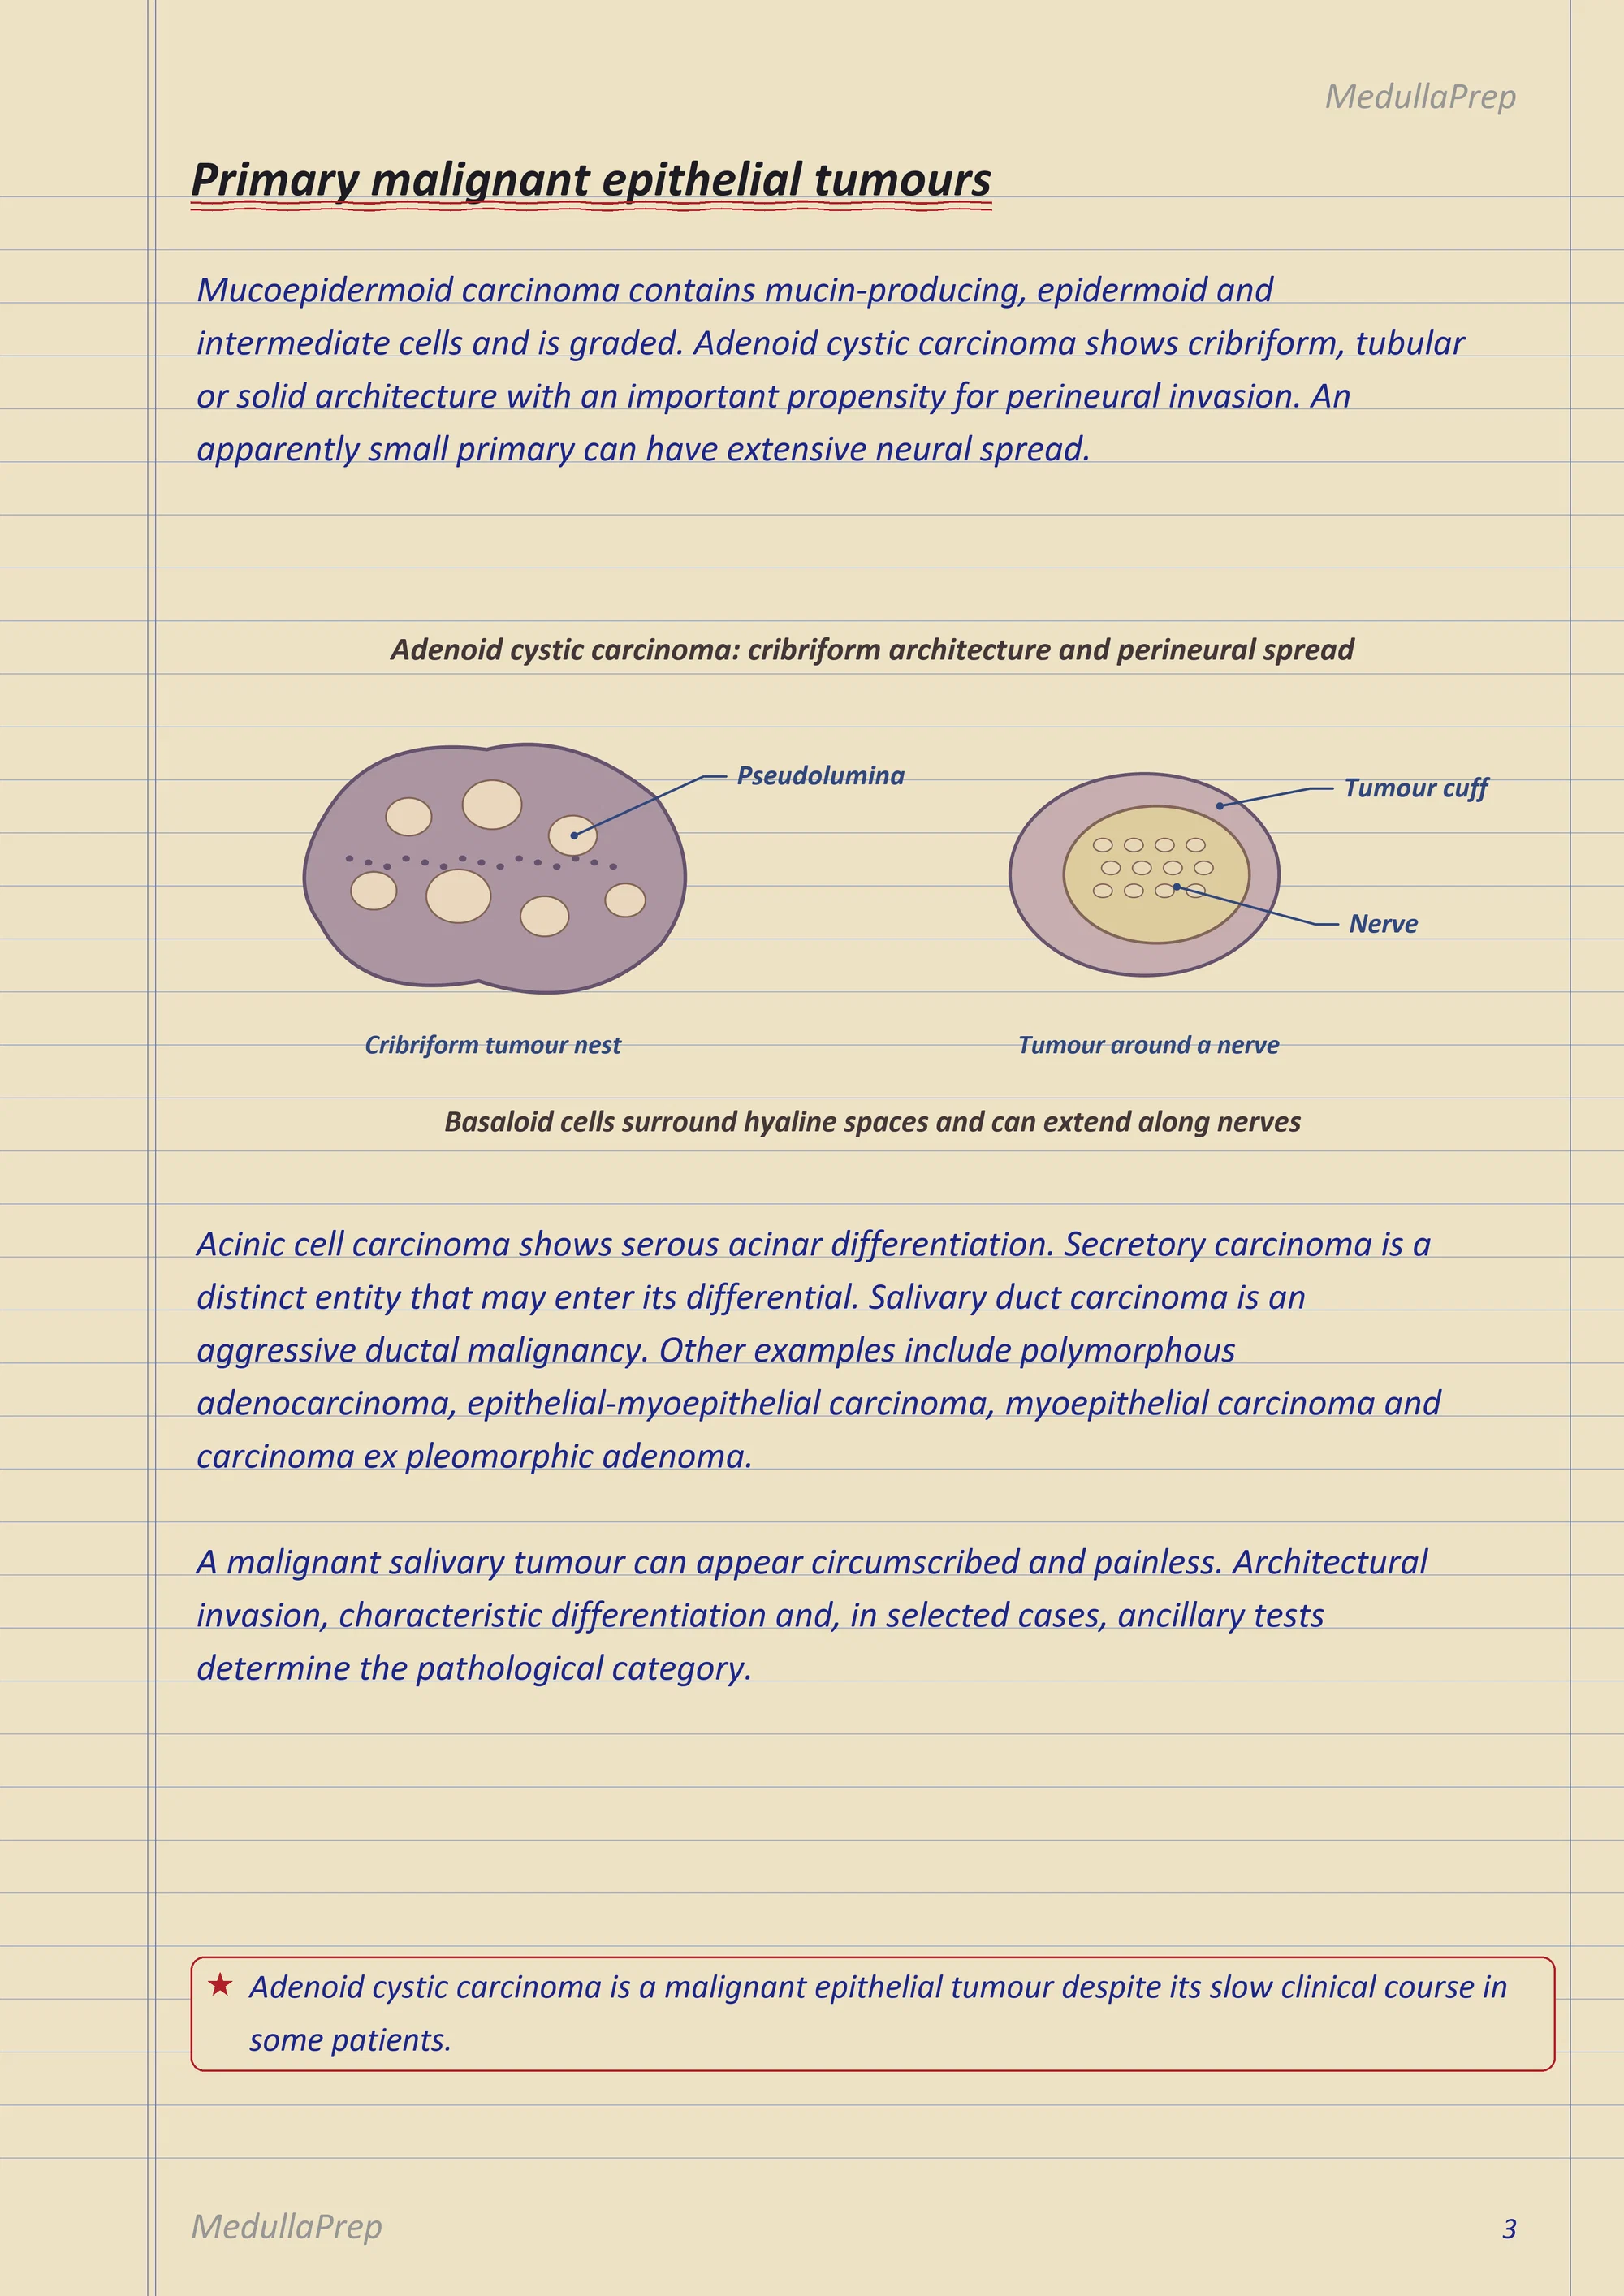 MedullaPrep
Primary malignant epithelial tumours
Mucoepidermoid carcinoma contains mucin-producing, epidermoid and
intermediate cells and is graded. Adenoid cystic carcinoma shows cribriform, tubular
or solid architecture with an important propensity for perineural invasion. An
apparently small primary can have extensive neural spread.
Adenoid cystic carcinoma: cribriform architecture and perineural spread
Pseudolumina
Tumour cuff
Nerve
Cribriform tumour nest
Tumour around a nerve
Basaloid cells surround hyaline spaces and can extend along nerves
Acinic cell carcinoma shows serous acinar differentiation. Secretory carcinoma is a
distinct entity that may enter its differential. Salivary duct carcinoma is an
aggressive ductal malignancy. Other examples include polymorphous
adenocarcinoma, epithelial-myoepithelial carcinoma, myoepithelial carcinoma and
carcinoma ex pleomorphic adenoma.
A malignant salivary tumour can appear circumscribed and painless. Architectural
invasion, characteristic differentiation and, in selected cases, ancillary tests
determine the pathological category.
★ Adenoid cystic carcinoma is a malignant epithelial tumour despite its slow clinical course in
some patients.
MedullaPrep
3